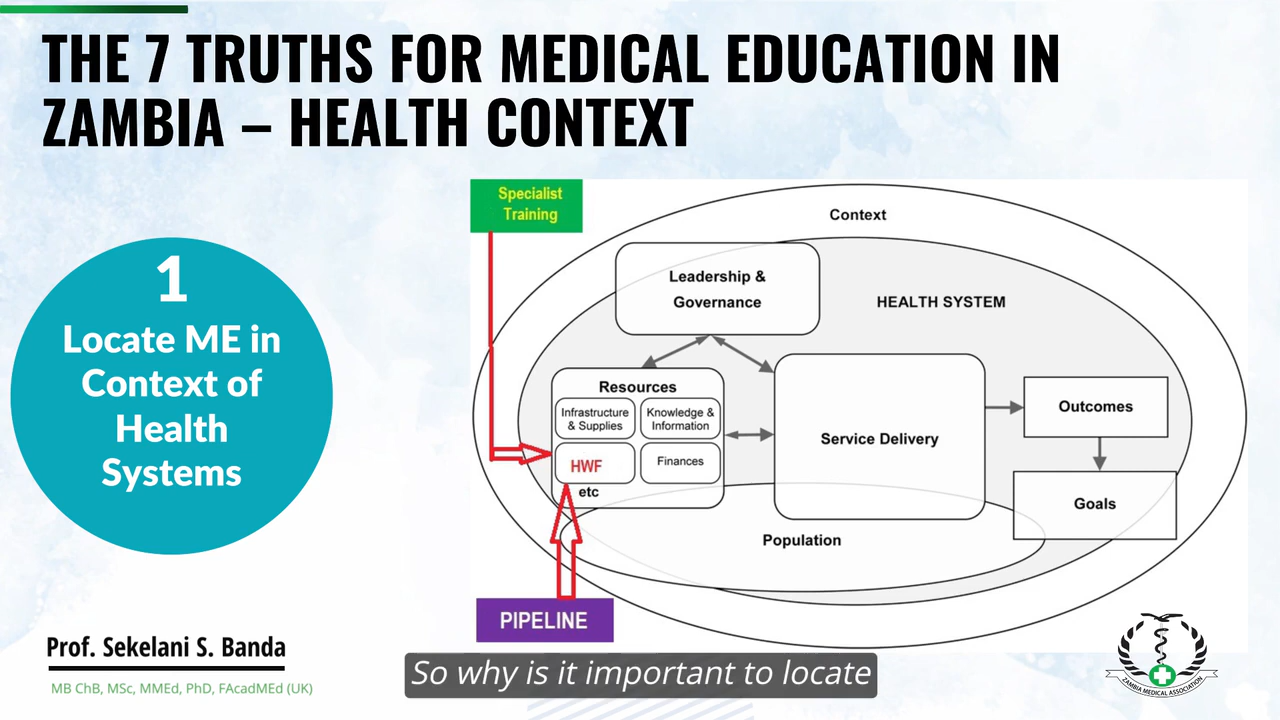 THE 7 TRUTHS FOR MEDICAL EDUCATION IN
ZAMBIA – HEALTH CONTEXT
1
Locate ME in
Context of
Health
Systems
Specialist
Training
Context
Leadership &
Governance
HEALTH SYSTEM
Resources
Infrastructure
& Supplies
Knowledge &
Information
HWF
Finances
etc
Service Delivery
Outcomes
Goals
Population
PIPELINE
Prof. Sekelani S. Banda
MB ChB, MSc, MMEd, PhD, FAcadMEd (UK)
So why is it important to locate
ZAMBIA MEDICAL ASSOCIATION